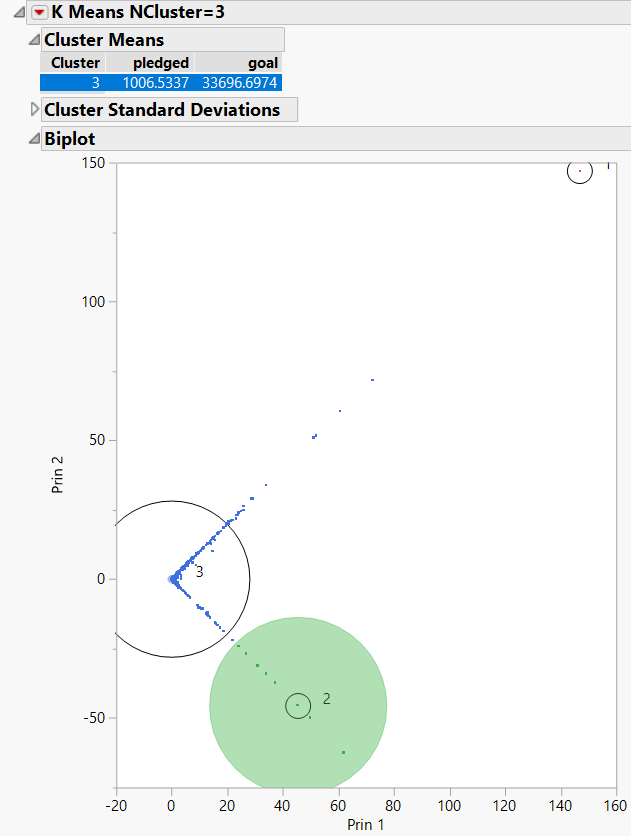 K Means NCluster=3
Cluster Means
Cluster pledged goal
3 1006.5337 33696.6974
Cluster Standard Deviations
Biplot
150
100
50
3
0
2
-50
-20 0 20 40 60 80 100 120 140 160
Prin 2
Prin 1